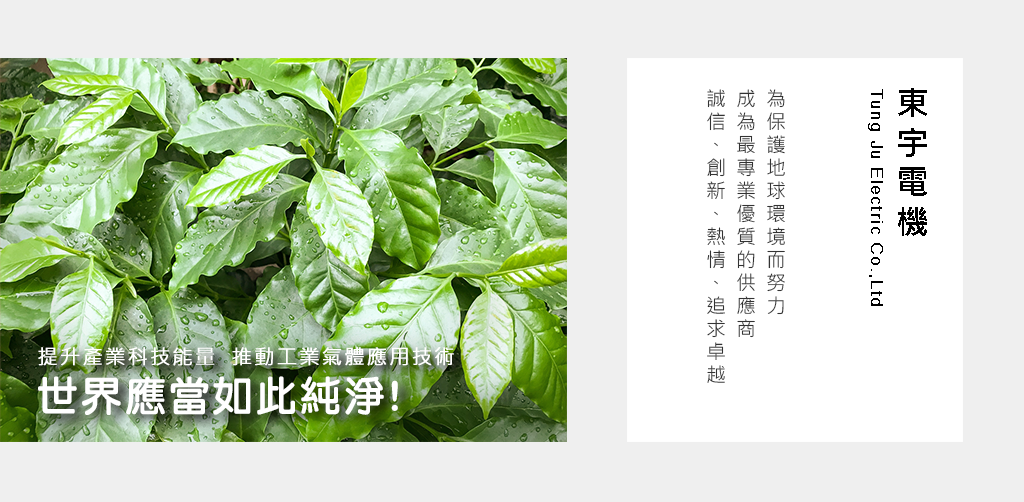 提升產業科技能量 推動工業氣體應用技術
世界應當如此純淨!
東宇電機
Tung Ju Electric Co.,Ltd
為保護地球環境而努力
成為最專業優質的供應商
誠信、創新、熱情、追求卓越